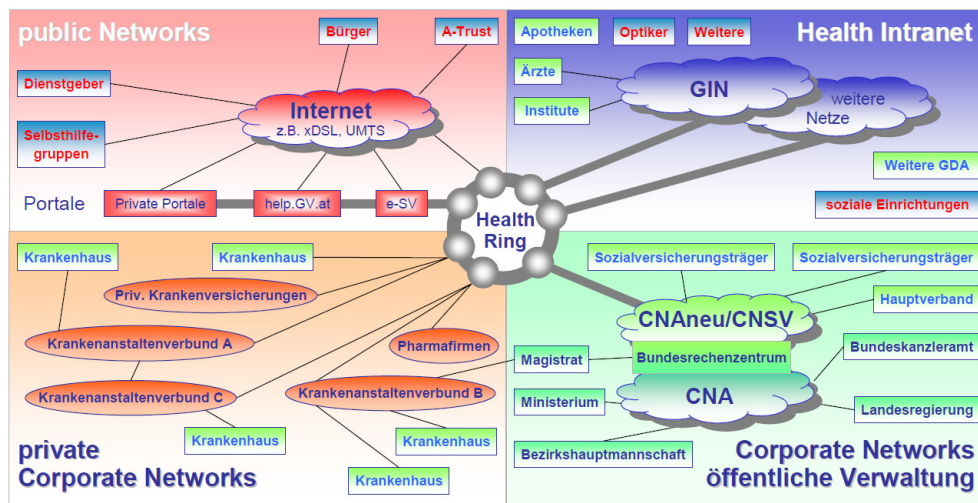 public Networks
Bürger
A-Trust
Dienstgeber
Internet
z.B. xDSL, UMTS
Selbsthilfe-
gruppen
Portale
Private Portale
help.GV.at
e-SV
Health Intranet
Apotheken
Optiker
Weitere
Ärzte
GIN
Institute
weitere
Netze
Weitere GDA
soziale Einrichtungen
Health
Ring
Krankenhaus
Krankenhaus
Priv. Krankenversicherungen
Krankenanstaltenverbund A
Pharmafirmen
Krankenanstaltenverbund C
Krankenanstaltenverbund B
Krankenhaus
Krankenhaus
Krankenhaus
private
Corporate Networks
Sozialversicherungsträger
Sozialversicherungsträger
Hauptverband
CNAneu/CNSV
Magistrat
Bundesrechenzentrum
Bundeskanzleramt
Ministerium
CNA
Landesregierung
Bezirkshauptmannschaft
Corporate Networks
öffentliche Verwaltung